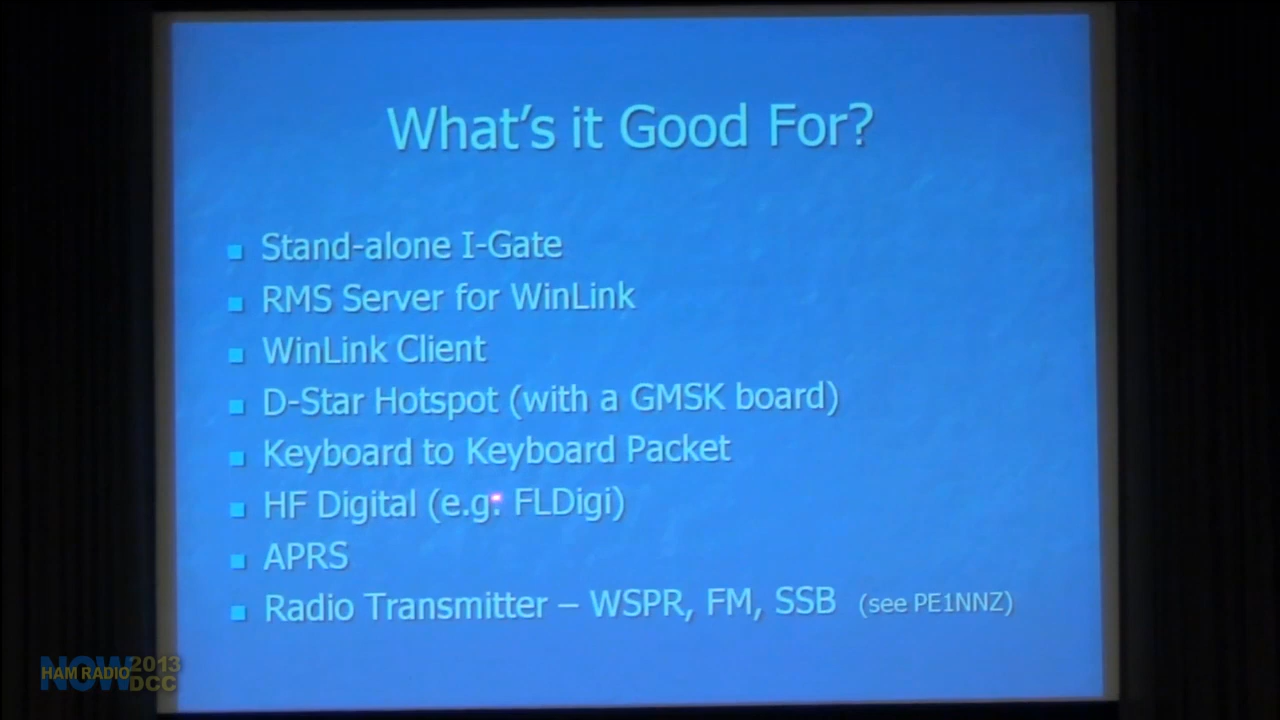 What's it Good For?
Stand-alone I-Gate
RMS Server for WinLink
WinLink Client
D-Star Hotspot (with a GMSK board)
Keyboard to Keyboard Packet
HF Digital (e.g. FLDigi)
APRS
Radio Transmitter – WSPR, FM, SSB (see PE1NNZ)
HAM RADIO NOW 2013 DCC